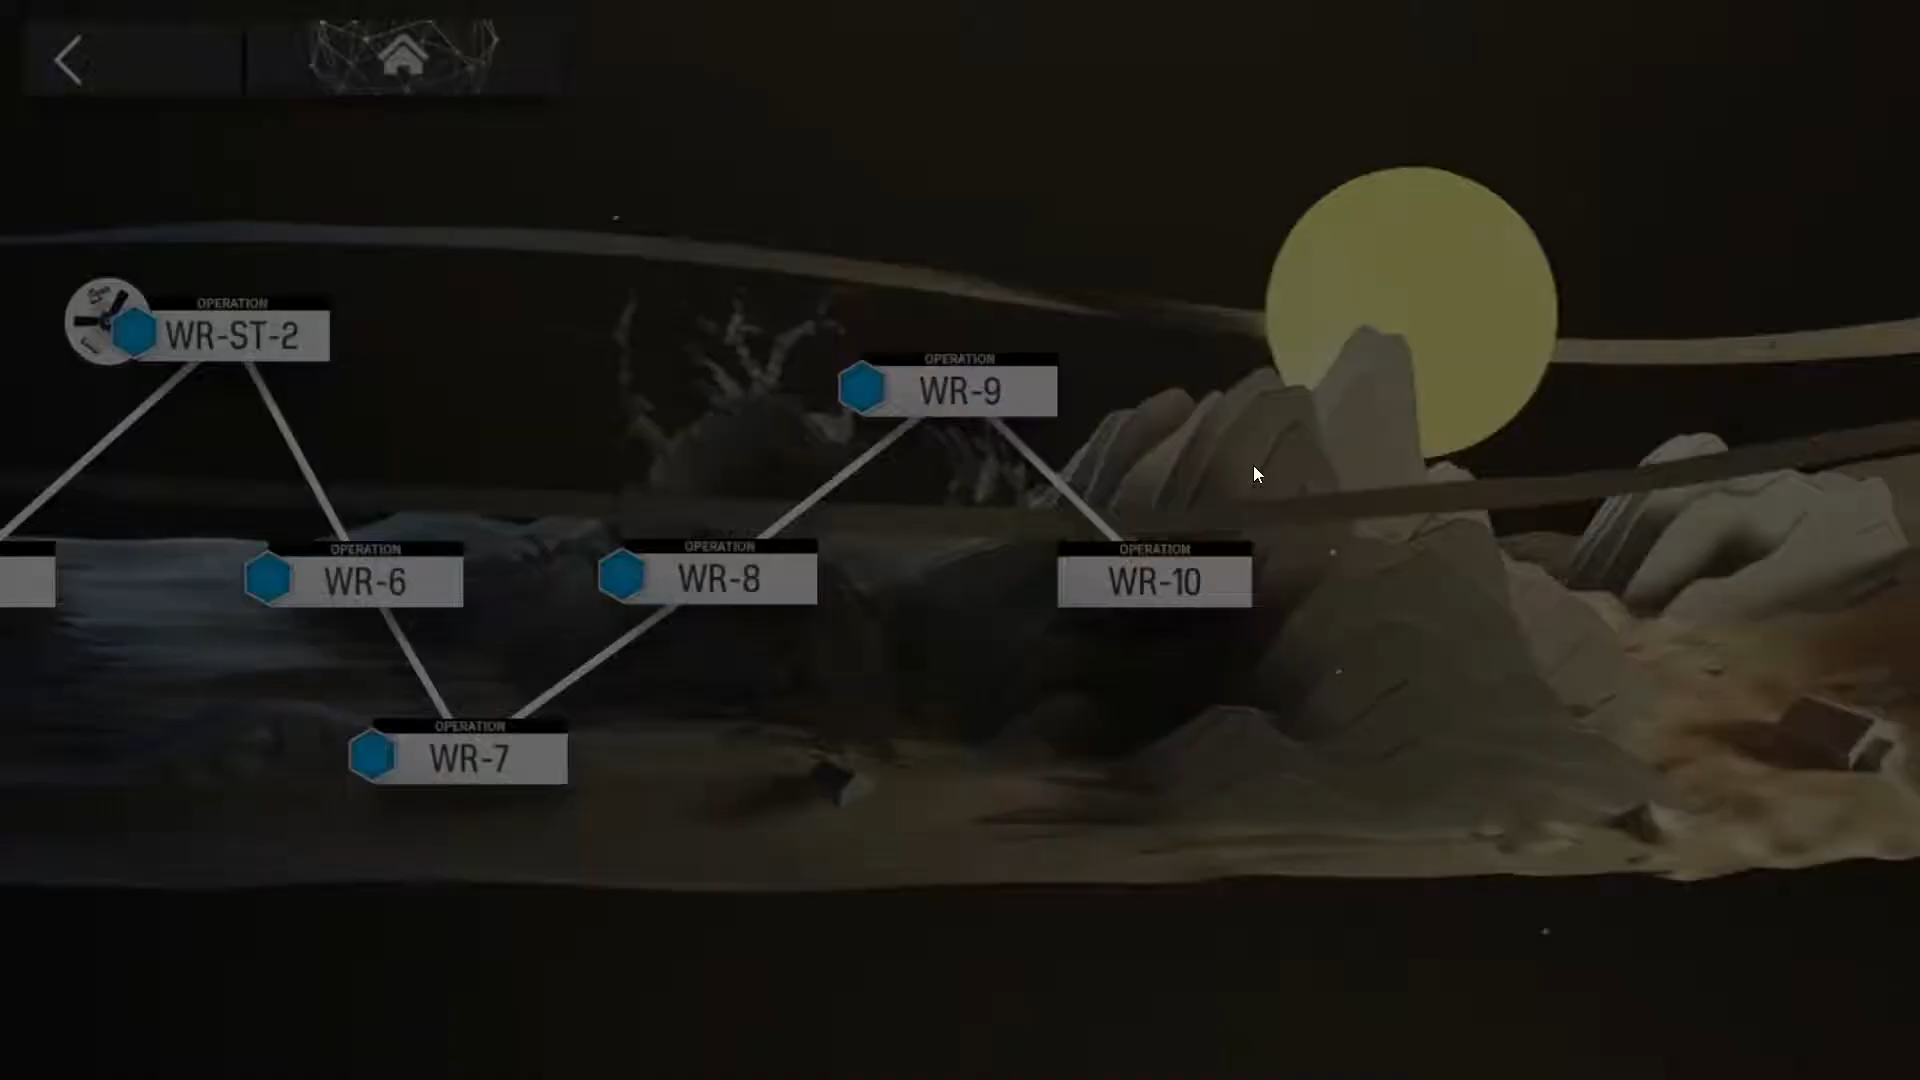 OPERATION
WR-ST-2
OPERATION
WR-9
OPERATION
WR-6
OPERATION
WR-8
OPERATION
WR-10
OPERATION
WR-7